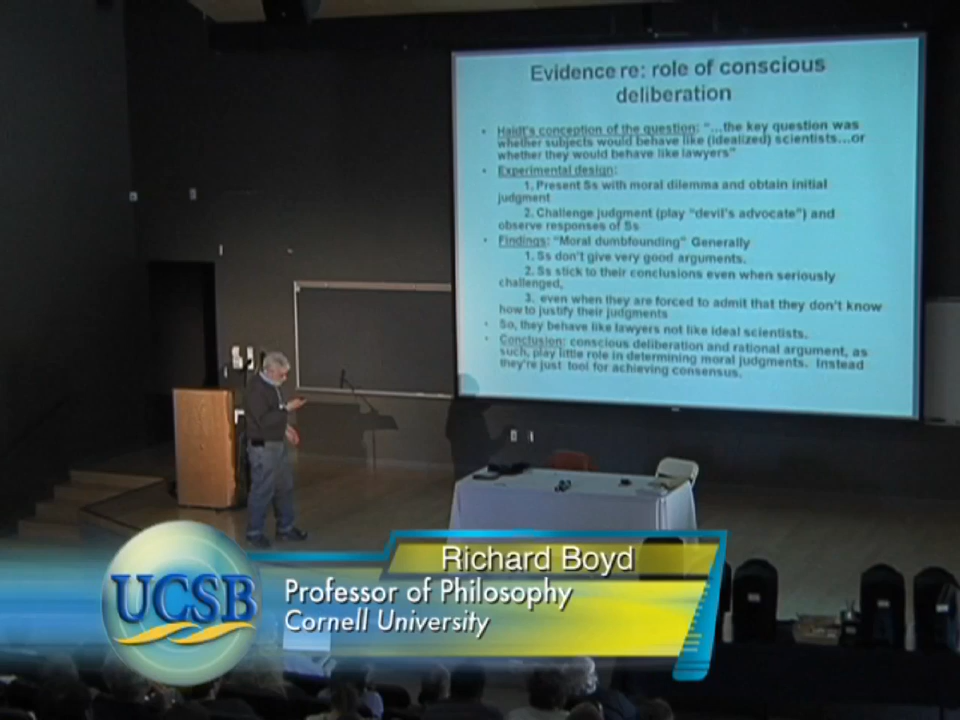 Evidence re: role of conscious
deliberation
• Haidt's conception of the question: "…the key question was
whether subjects would behave like (idealized) scientists…or
whether they would behave like lawyers"
• Experimental design:
1. Present Ss with moral dilemma and obtain initial
judgment
2. Challenge judgment (play "devil's advocate") and
observe responses of Ss
• Findings: "Moral dumbfounding" Generally
1. Ss don't give very good arguments.
2. Ss stick to their conclusions even when seriously
challenged,
3. even when they are forced to admit that they don't know
how to justify their judgments
• So, they behave like lawyers not like ideal scientists.
• Conclusion: conscious deliberation and rational argument, as
such, play little role in determining moral judgments. Instead
they're just tool for achieving consensus.
Richard Boyd
UCSB
Professor of Philosophy
Cornell University